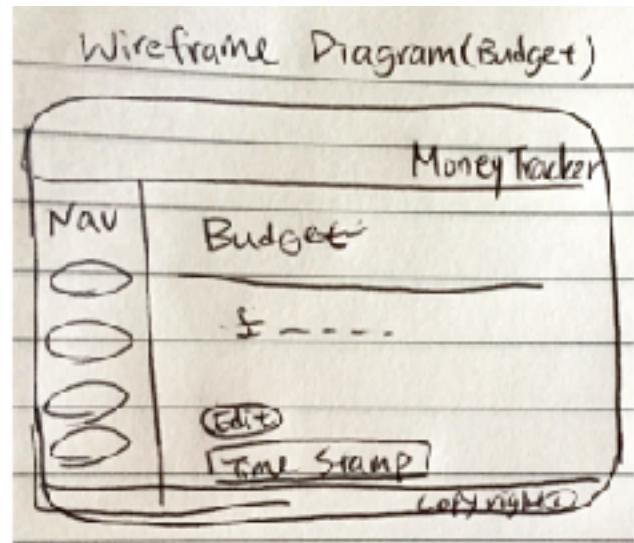 Wireframe Diagram (Budget)
MoneyTracker
Nav
Budget
£ - - - - -
Edit
Time Stamp
Copyright©